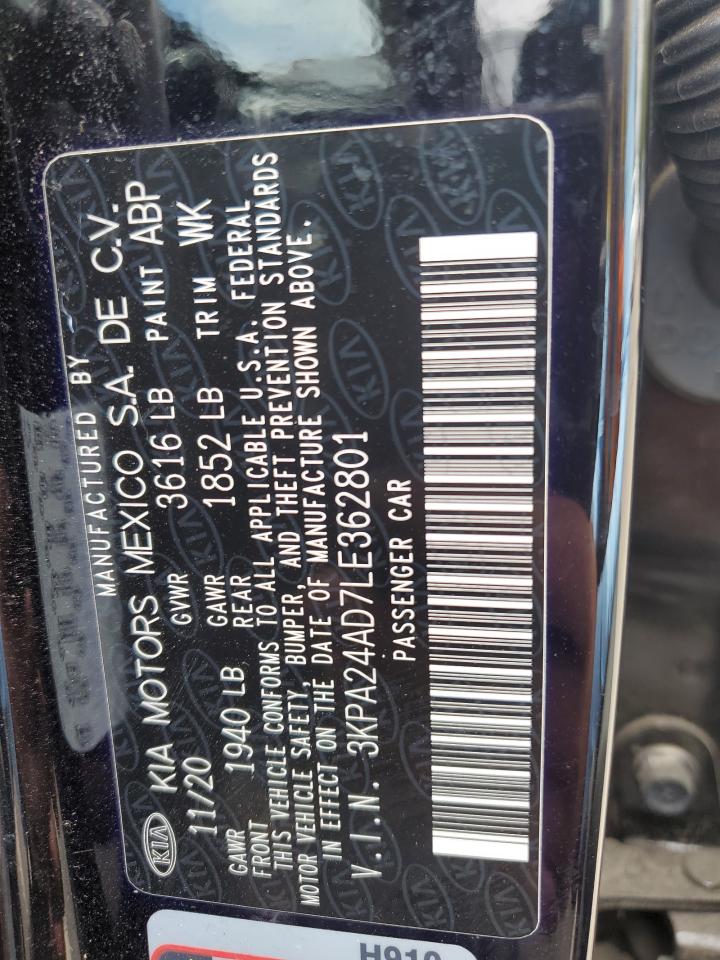 MANUFACTURED BY
KIA KIA MOTORS MEXICO S.A. DE C.V.
11/20 GVWR 3616 LB PAINT ABP
GAWR FRONT 1940 LB GAWR REAR 1852 LB TRIM WK
THIS VEHICLE CONFORMS TO ALL APPLICABLE U.S.A. FEDERAL
MOTOR VEHICLE SAFETY, BUMPER, AND THEFT PREVENTION STANDARDS
IN EFFECT ON THE DATE OF MANUFACTURE SHOWN ABOVE.
V.I.N. 3KPA24AD7LE362801
PASSENGER CAR
H910